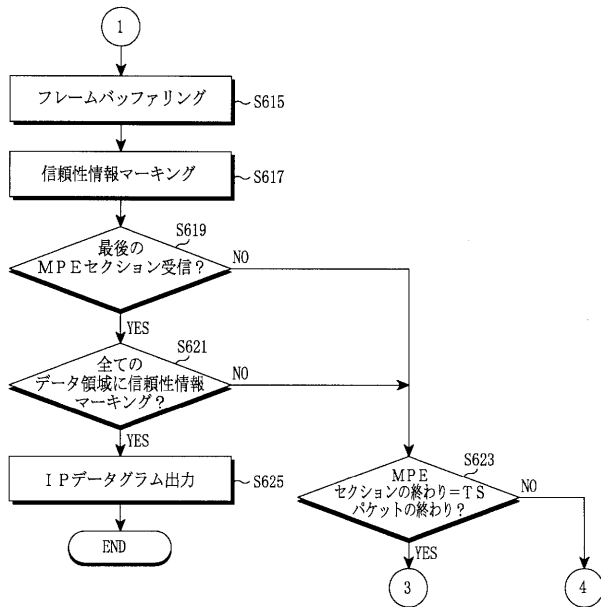 1
フレームバッファリング
S615
信頼性情報マーキング
S617
S619
最後の
ＭＰＥセクション受信？
NO
YES
S621
全ての
データ領域に信頼性情報
マーキング？
NO
YES
ＩＰデータグラム出力
S625
END
S623
ＭＰＥ
セクションの終わり＝ＴＳ
パケットの終わり？
NO
YES
3
4